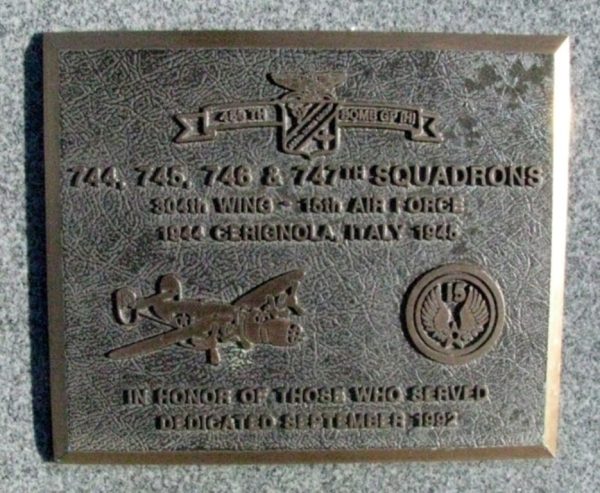 456TH BOMB GP (H)
744, 745, 746 & 747TH SQUADRONS
304th WING - 15th AIR FORCE
1944 CERIGNOLA, ITALY 1945
15
IN HONOR OF THOSE WHO SERVED
DEDICATED SEPTEMBER, 1992